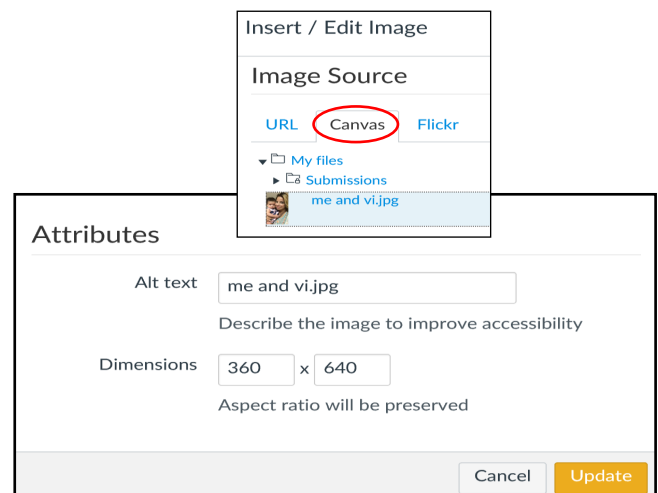 Insert / Edit Image
Image Source
URL Canvas Flickr
My files
Submissions
me and vi.jpg
Attributes
Alt text me and vi.jpg
Describe the image to improve accessibility
Dimensions 360 x 640
Aspect ratio will be preserved
Cancel Update